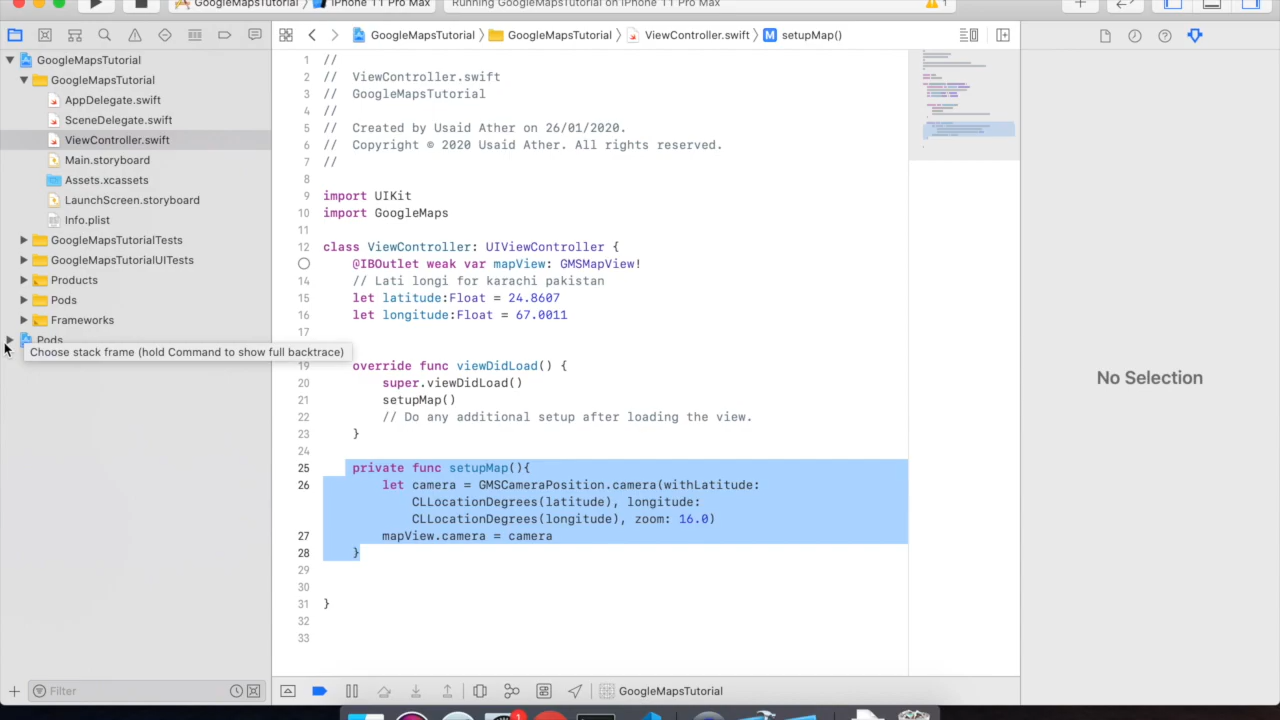 GoogleMapsTutorial
iPhone 11 Pro Max
Running GoogleMapsTutorial on iPhone 11 Pro Max
1
GoogleMapsTutorial
GoogleMapsTutorial
ViewController.swift
M
setupMap()
GoogleMapsTutorial
GoogleMapsTutorial
Main.storyboard
Assets.xcassets
LaunchScreen.storyboard
Info.plist
GoogleMapsTutorialTests
GoogleMapsTutorialUITests
Products
Pods
Frameworks
Pods
Choose stack frame (hold Command to show full backtrace)
1 //
2 // ViewController.swift
3 // GoogleMapsTutorial
4 //
5 // Created by Usaid Ather on 26/01/2020.
6 // Copyright © 2020 Usaid Ather. All rights reserved.
7 //
8
9 import UIKit
10 import GoogleMaps
11
12 class ViewController: UIViewController {
@IBOutlet weak var mapView: GMSMapView!
14 // Lati longi for karachi pakistan
15 let latitude:Float = 24.8607
16 let longitude:Float = 67.0011
17
19 override func viewDidLoad() {
20 super.viewDidLoad()
21 setupMap()
22 // Do any additional setup after loading the view.
23 }
24
25 private func setupMap(){
26 let camera = GMSCameraPosition.camera(withLatitude:
CLLocationDegrees(latitude), longitude:
CLLocationDegrees(longitude), zoom: 16.0)
27 mapView.camera = camera
28 }
29
30
31 }
32
33
No Selection
Filter
GoogleMapsTutorial
1